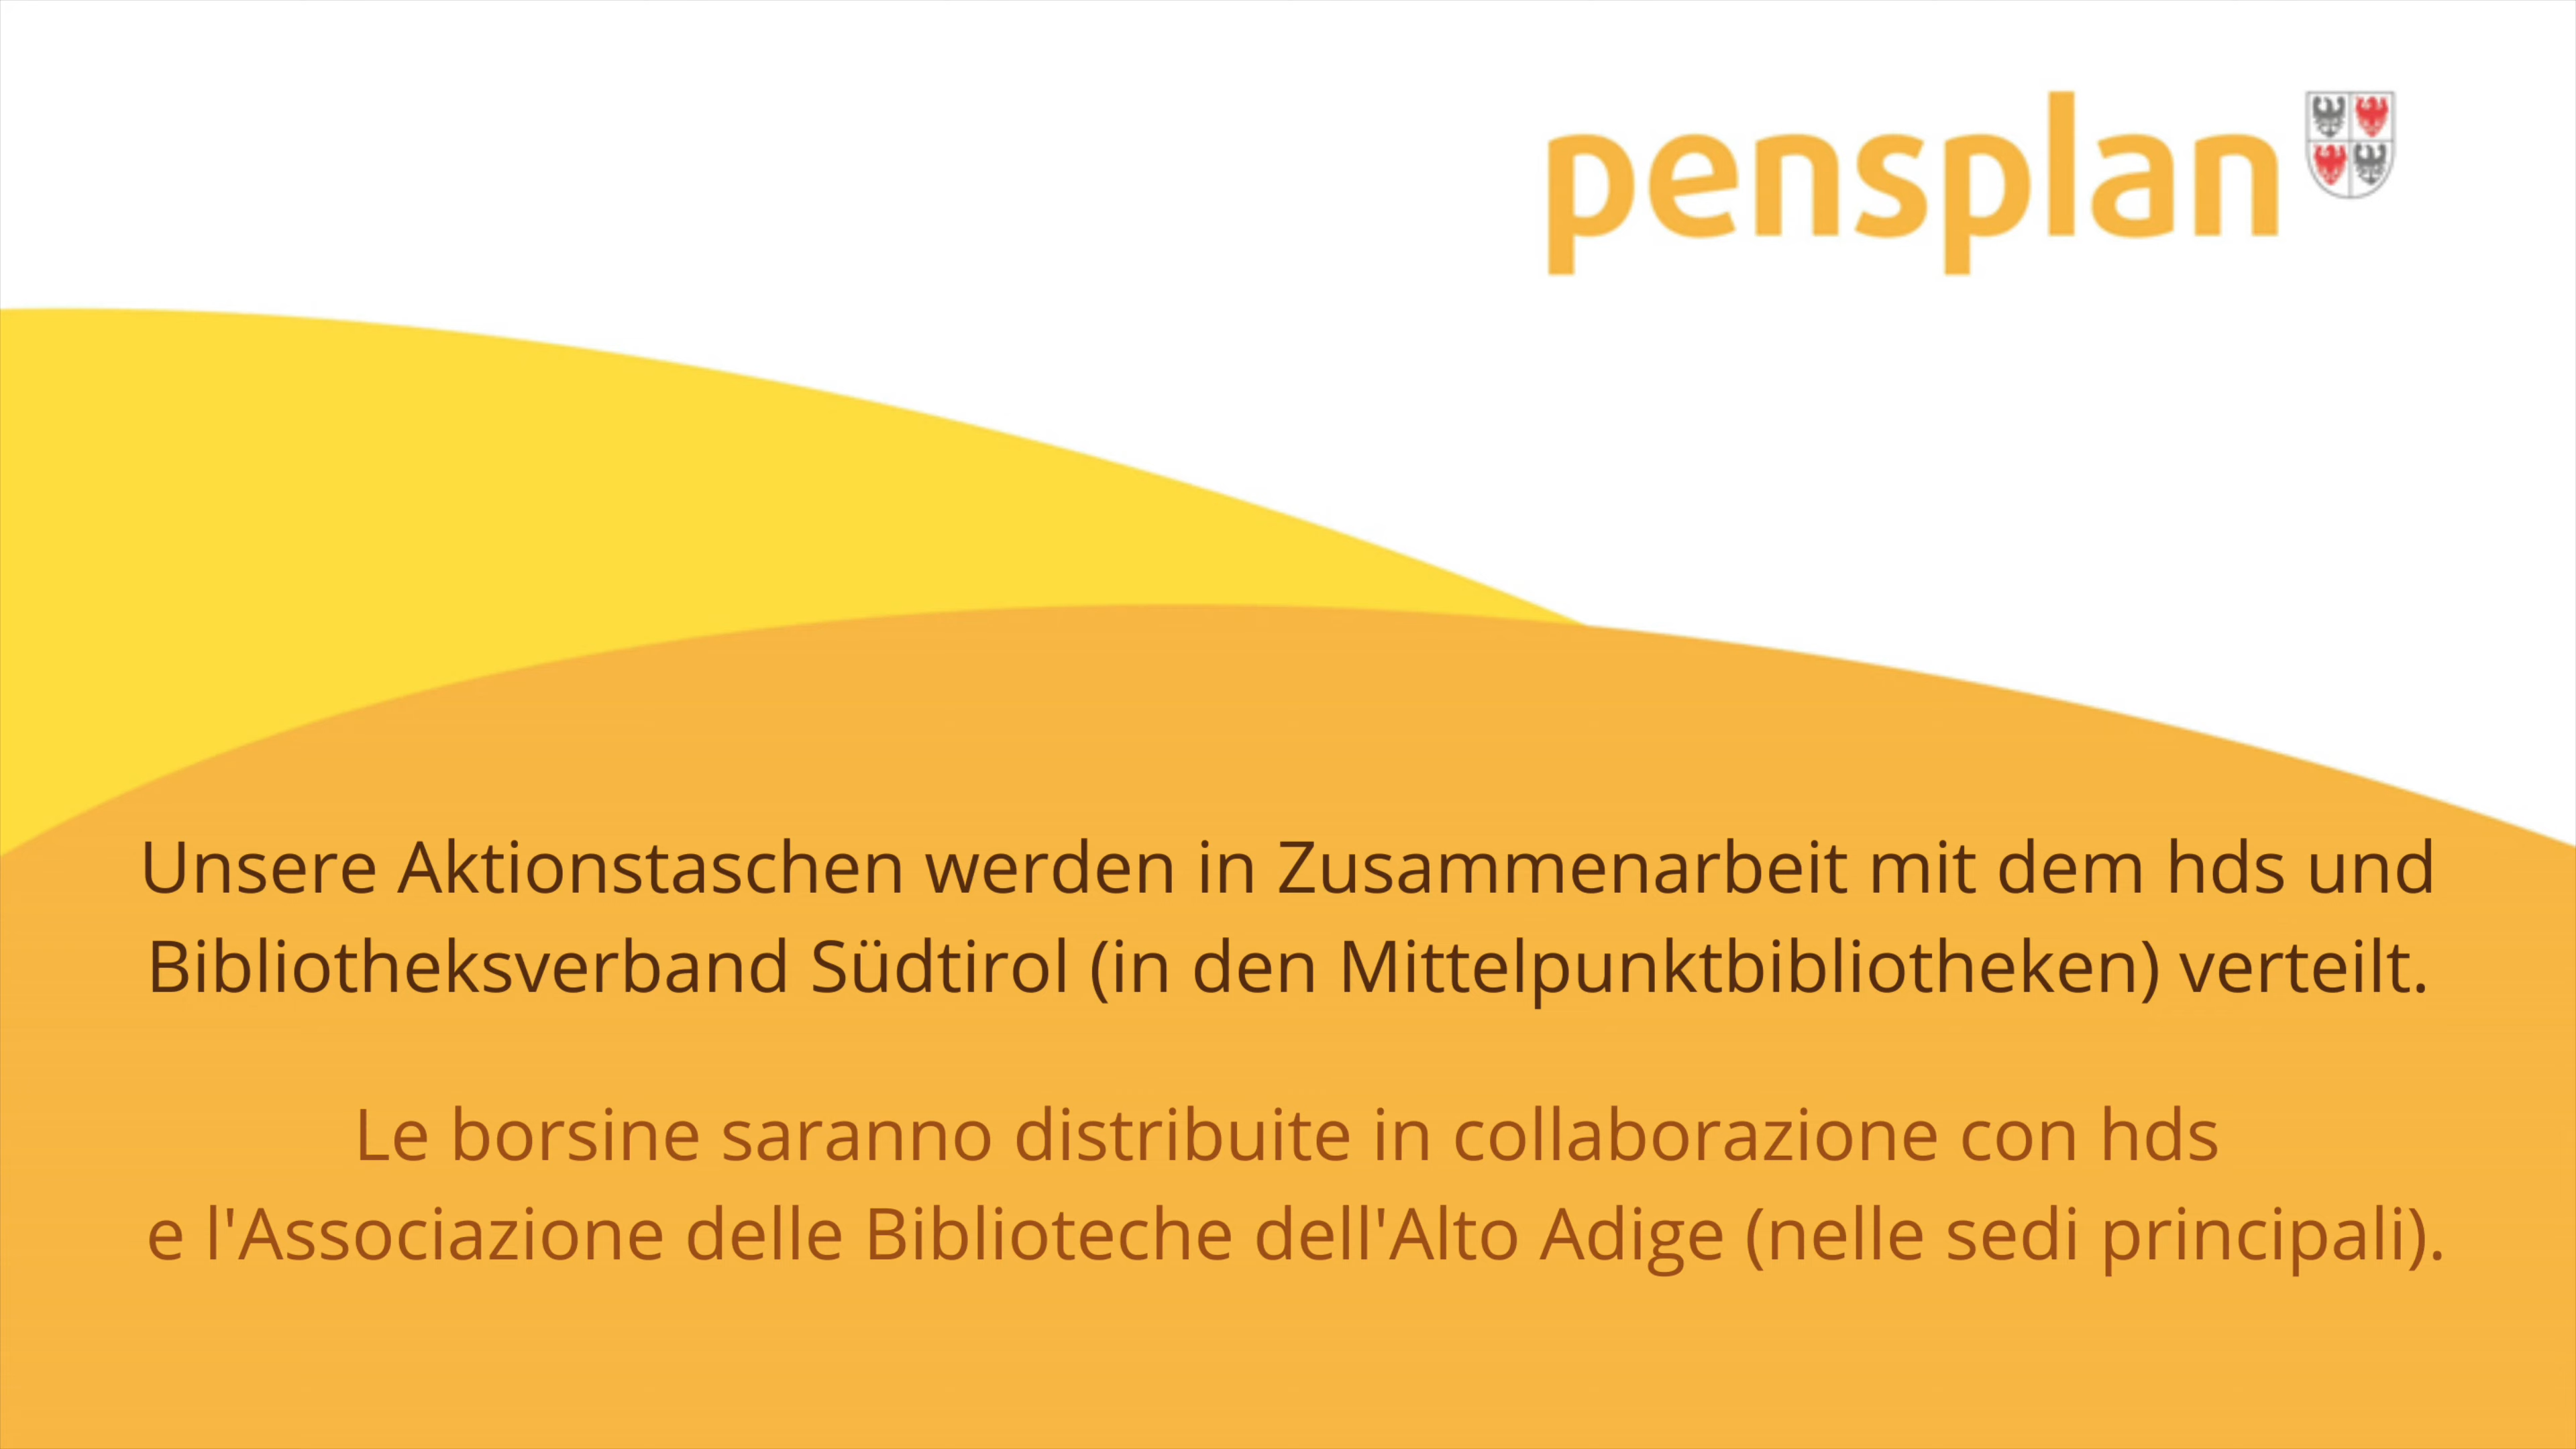 pensplan
Unsere Aktionstaschen werden in Zusammenarbeit mit dem hds und
Bibliotheksverband Südtirol (in den Mittelpunktbibliotheken) verteilt.
Le borsine saranno distribuite in collaborazione con hds
e l'Associazione delle Biblioteche dell'Alto Adige (nelle sedi principali).